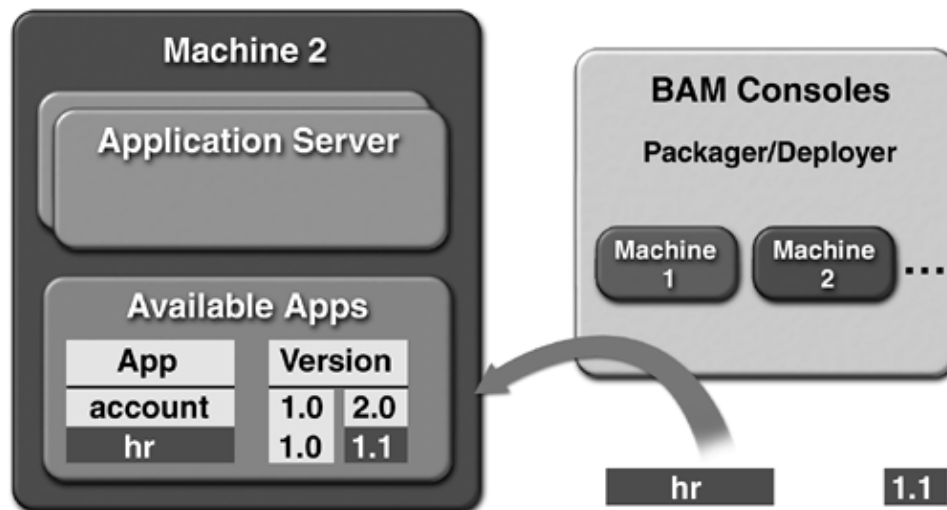 Machine 2
Application Server
Available Apps
App Version
account 1.0 2.0
hr 1.0 1.1
BAM Consoles
Packager/Deployer
Machine 1
Machine 2
...
hr 1.1